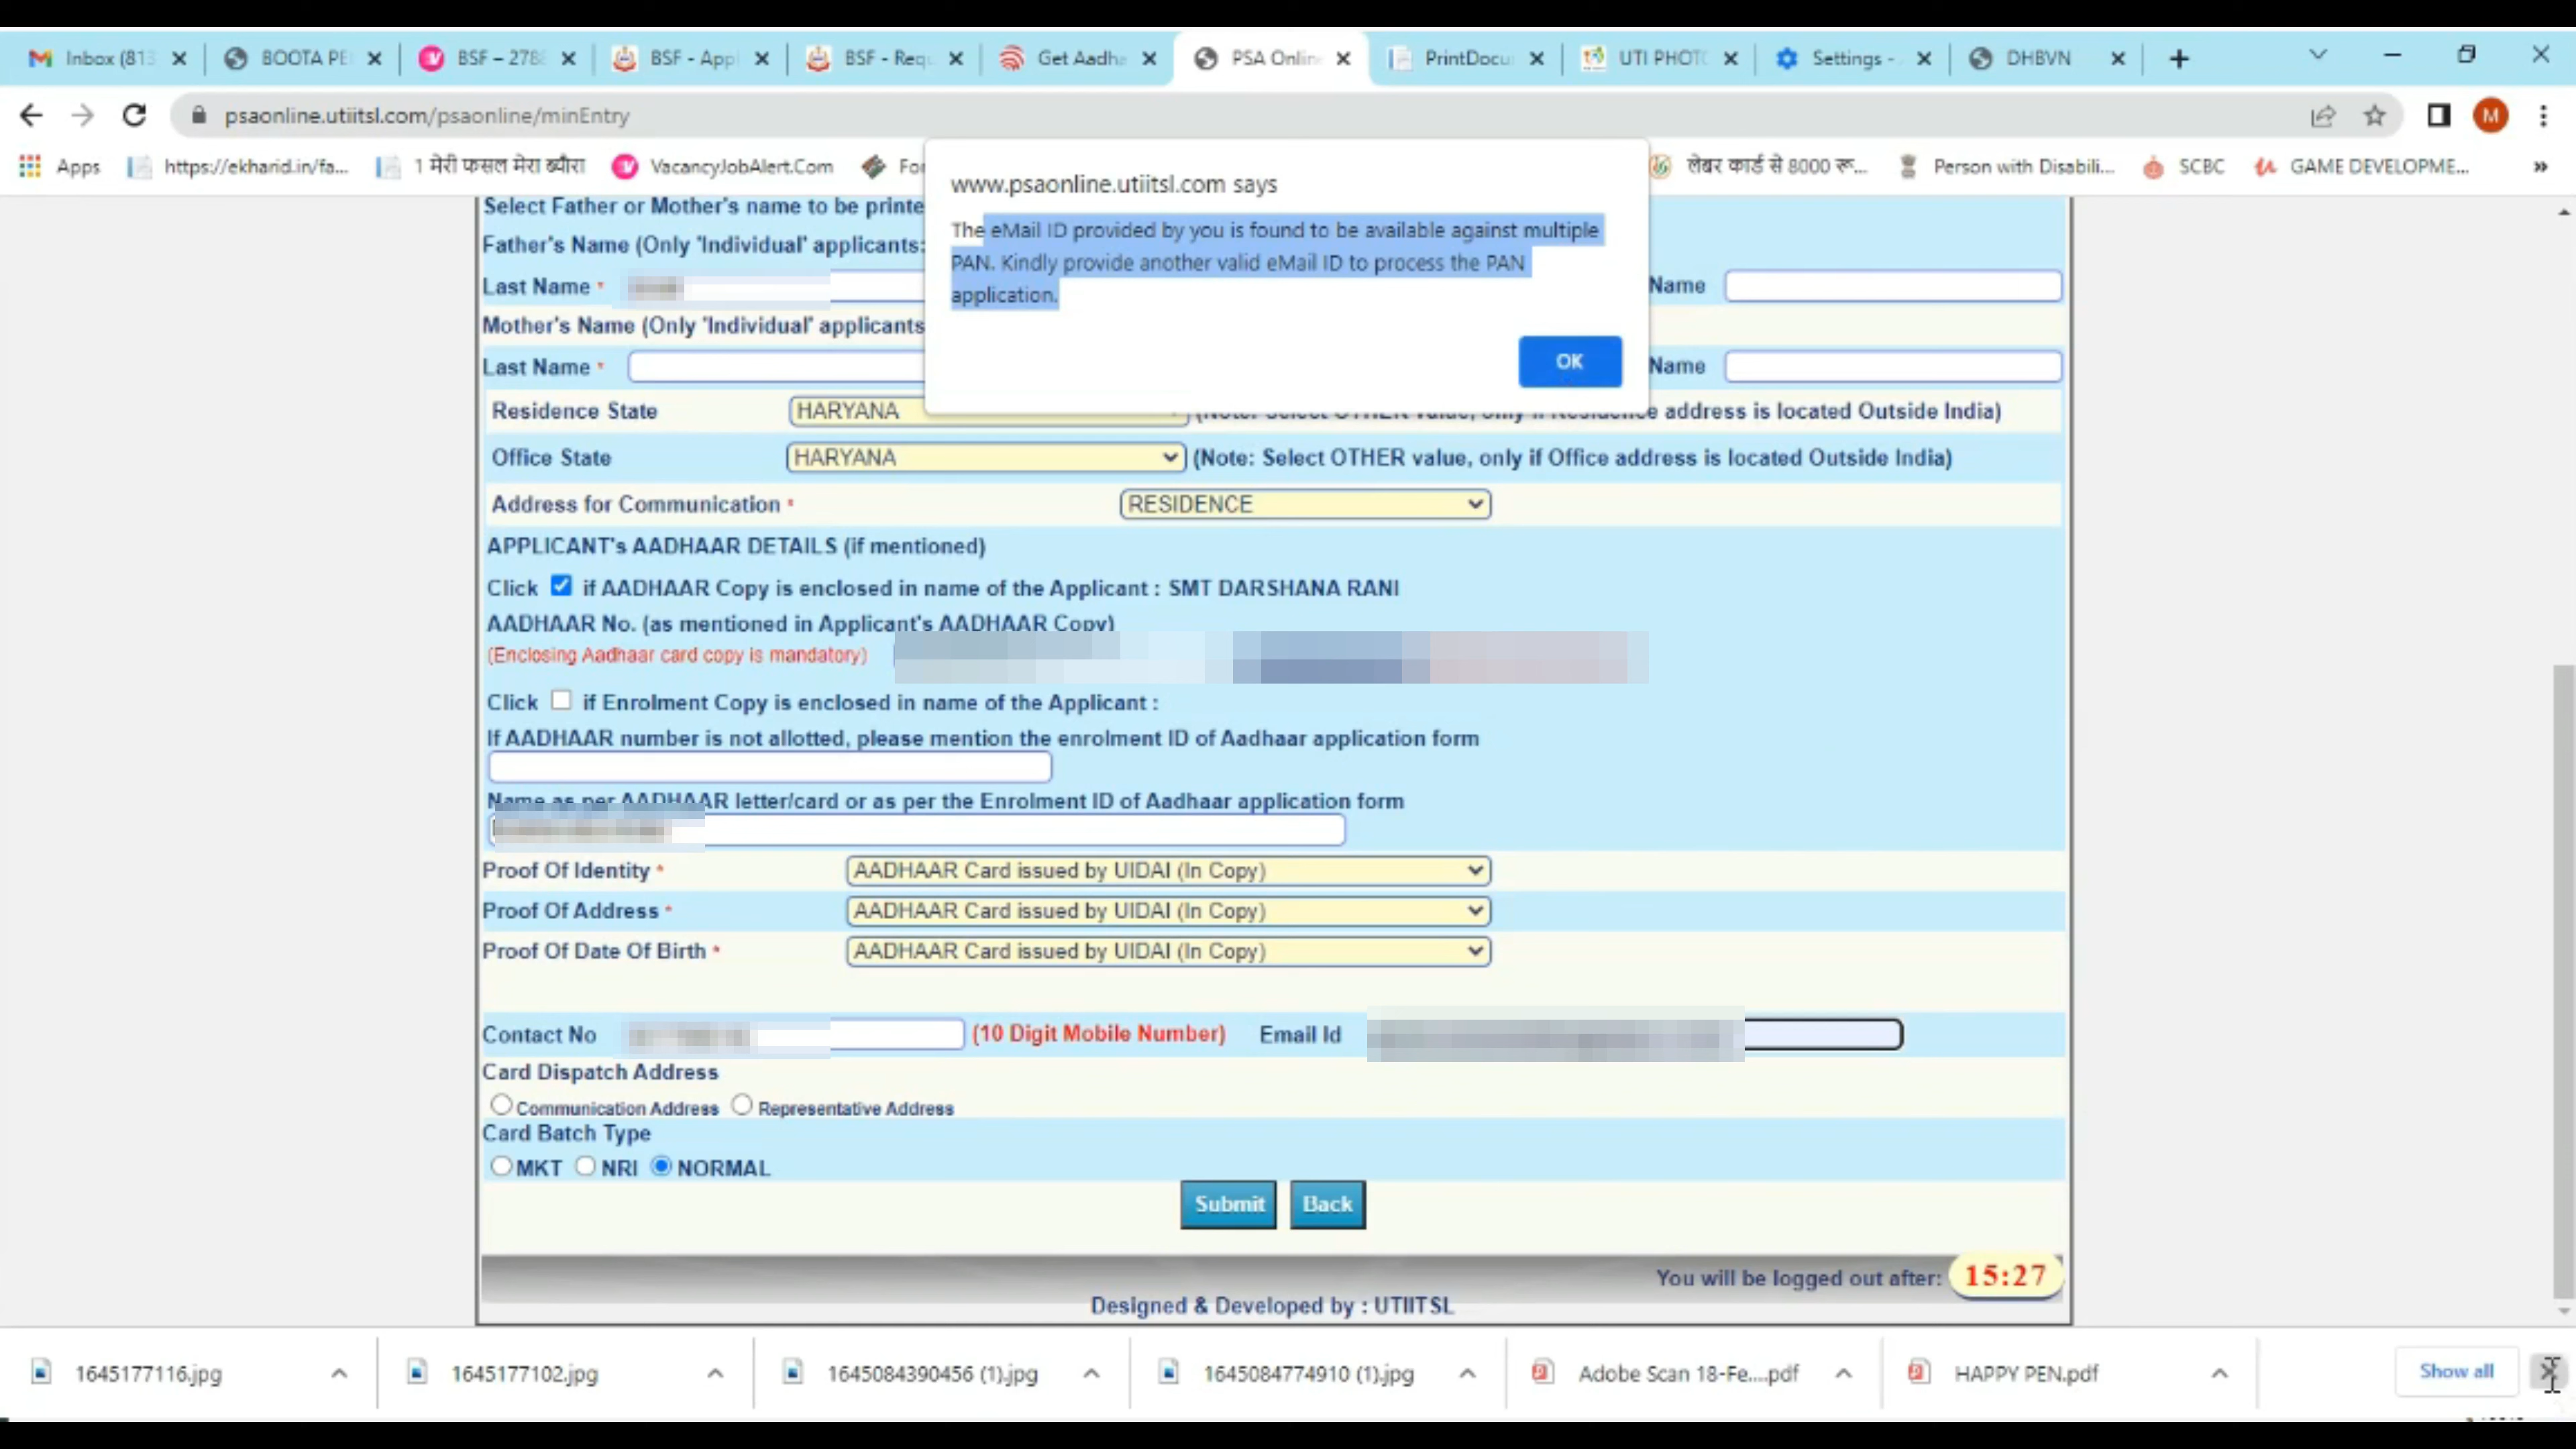 Inbox (813
BOOTA PE
BSF – 278
BSF - Appl
BSF - Requ
Get Aadha
PSA Online
PrintDocu
UTI PHOTO
Settings -
DHBVN
psaonline.utiitsl.com/psaonline/minEntry
M
Apps
https://ekharid.in/fa...
1 मेरी फसल मेरा ब्यौरा
VacancyJobAlert.Com
For
लेबर कार्ड से 8000 रू...
Person with Disabili...
SCBC
GAME DEVELOPME...
»
www.psaonline.utiitsl.com says
The eMail ID provided by you is found to be available against multiple
PAN. Kindly provide another valid eMail ID to process the PAN
application.
OK
Select Father or Mother's name to be printe
Father's Name (Only 'Individual' applicants:
Last Name *
Name
Mother's Name (Only 'Individual' applicants
Last Name *
Name
Residence State HARYANA (Note: Select OTHER value, only if Residence address is located Outside India)
Office State HARYANA (Note: Select OTHER value, only if Office address is located Outside India)
Address for Communication * RESIDENCE
APPLICANT's AADHAAR DETAILS (if mentioned)
Click if AADHAAR Copy is enclosed in name of the Applicant : SMT DARSHANA RANI
AADHAAR No. (as mentioned in Applicant's AADHAAR Copy)
(Enclosing Aadhaar card copy is mandatory)
Click if Enrolment Copy is enclosed in name of the Applicant :
If AADHAAR number is not allotted, please mention the enrolment ID of Aadhaar application form
Name as per AADHAAR letter/card or as per the Enrolment ID of Aadhaar application form
Proof Of Identity * AADHAAR Card issued by UIDAI (In Copy)
Proof Of Address * AADHAAR Card issued by UIDAI (In Copy)
Proof Of Date Of Birth * AADHAAR Card issued by UIDAI (In Copy)
Contact No (10 Digit Mobile Number) Email Id
Card Dispatch Address
Communication Address Representative Address
Card Batch Type
MKT NRI NORMAL
Submit Back
You will be logged out after: 15:27
Designed & Developed by : UTIITSL
1645177116.jpg
1645177102.jpg
1645084390456 (1).jpg
1645084774910 (1).jpg
Adobe Scan 18-Fe....pdf
HAPPY PEN.pdf
Show all